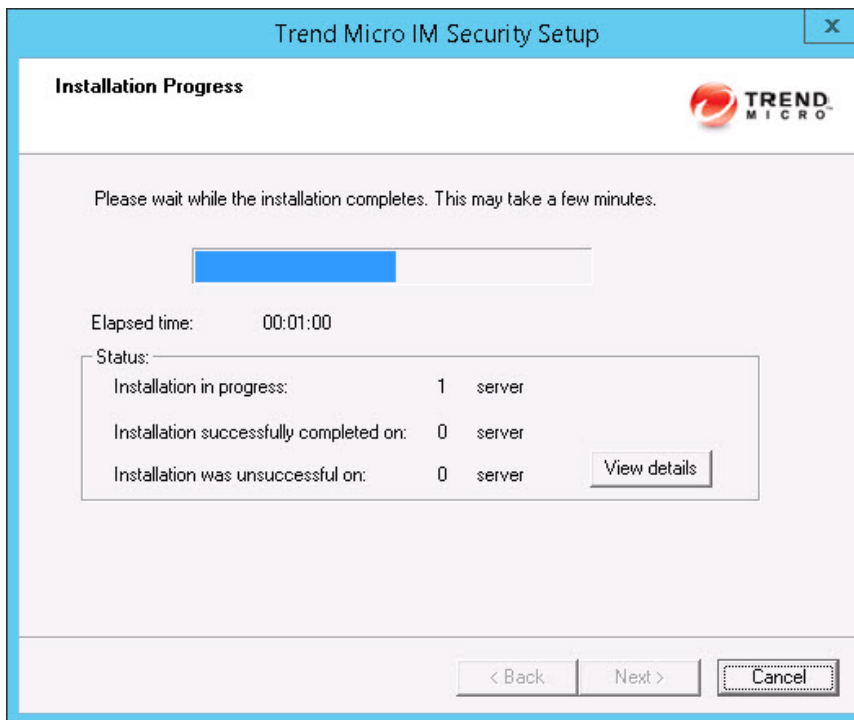 Trend Micro IM Security Setup
x
Installation Progress
TREND
MICRO
Please wait while the installation completes. This may take a few minutes.
Elapsed time: 00:01:00
Status:
Installation in progress: 1 server
Installation successfully completed on: 0 server
Installation was unsuccessful on: 0 server
View details
< Back Next > Cancel